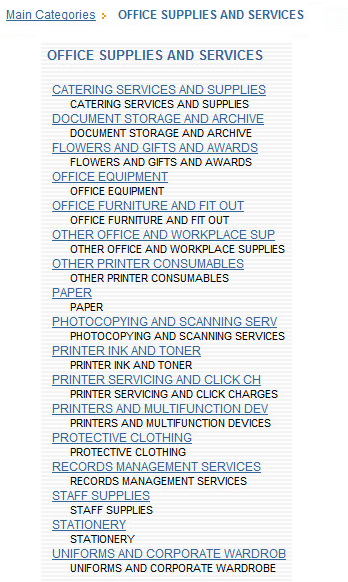 Main Categories > OFFICE SUPPLIES AND SERVICES
OFFICE SUPPLIES AND SERVICES
CATERING SERVICES AND SUPPLIES
CATERING SERVICES AND SUPPLIES
DOCUMENT STORAGE AND ARCHIVE
DOCUMENT STORAGE AND ARCHIVE
FLOWERS AND GIFTS AND AWARDS
FLOWERS AND GIFTS AND AWARDS
OFFICE EQUIPMENT
OFFICE EQUIPMENT
OFFICE FURNITURE AND FIT OUT
OFFICE FURNITURE AND FIT OUT
OTHER OFFICE AND WORKPLACE SUP
OTHER OFFICE AND WORKPLACE SUPPLIES
OTHER PRINTER CONSUMABLES
OTHER PRINTER CONSUMABLES
PAPER
PAPER
PHOTOCOPYING AND SCANNING SERV
PHOTOCOPYING AND SCANNING SERVICES
PRINTER INK AND TONER
PRINTER INK AND TONER
PRINTER SERVICING AND CLICK CH
PRINTER SERVICING AND CLICK CHARGES
PRINTERS AND MULTIFUNCTION DEV
PRINTERS AND MULTIFUNCTION DEVICES
PROTECTIVE CLOTHING
PROTECTIVE CLOTHING
RECORDS MANAGEMENT SERVICES
RECORDS MANAGEMENT SERVICES
STAFF SUPPLIES
STAFF SUPPLIES
STATIONERY
STATIONERY
UNIFORMS AND CORPORATE WARDROB
UNIFORMS AND CORPORATE WARDROBE